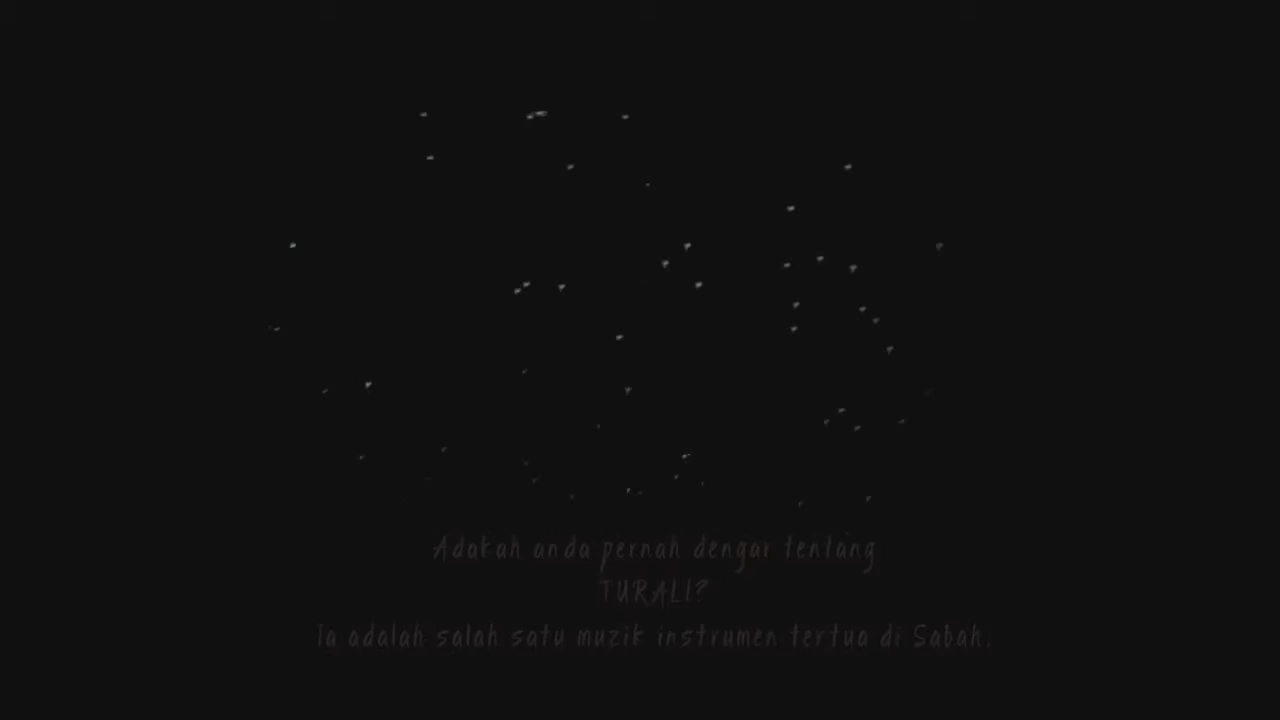 Adakah anda pernah dengar tentang
TURALI?
Ia adalah salah satu muzik instrumen tertua di Sabah.